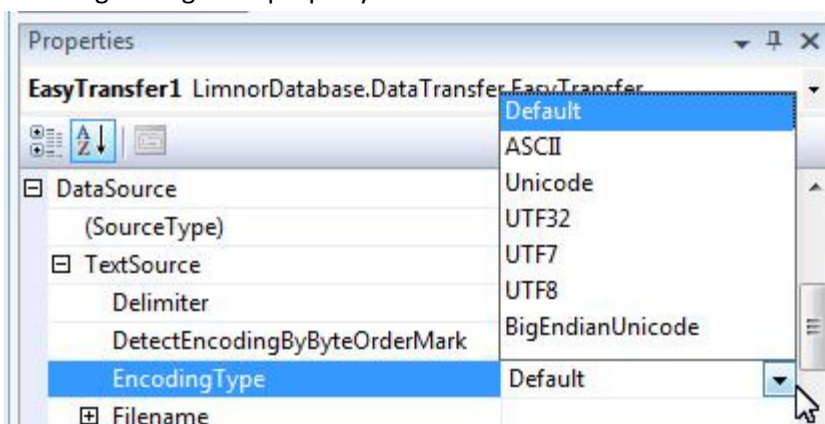 Properties
EasyTransfer1 LimnorDatabase.DataTransfer.EasyTransfer
Default
ASCII
Unicode
UTF32
UTF7
UTF8
BigEndianUnicode
DataSource
(SourceType)
TextSource
Delimiter
DetectEncodingByByteOrderMark
EncodingType Default
Filename